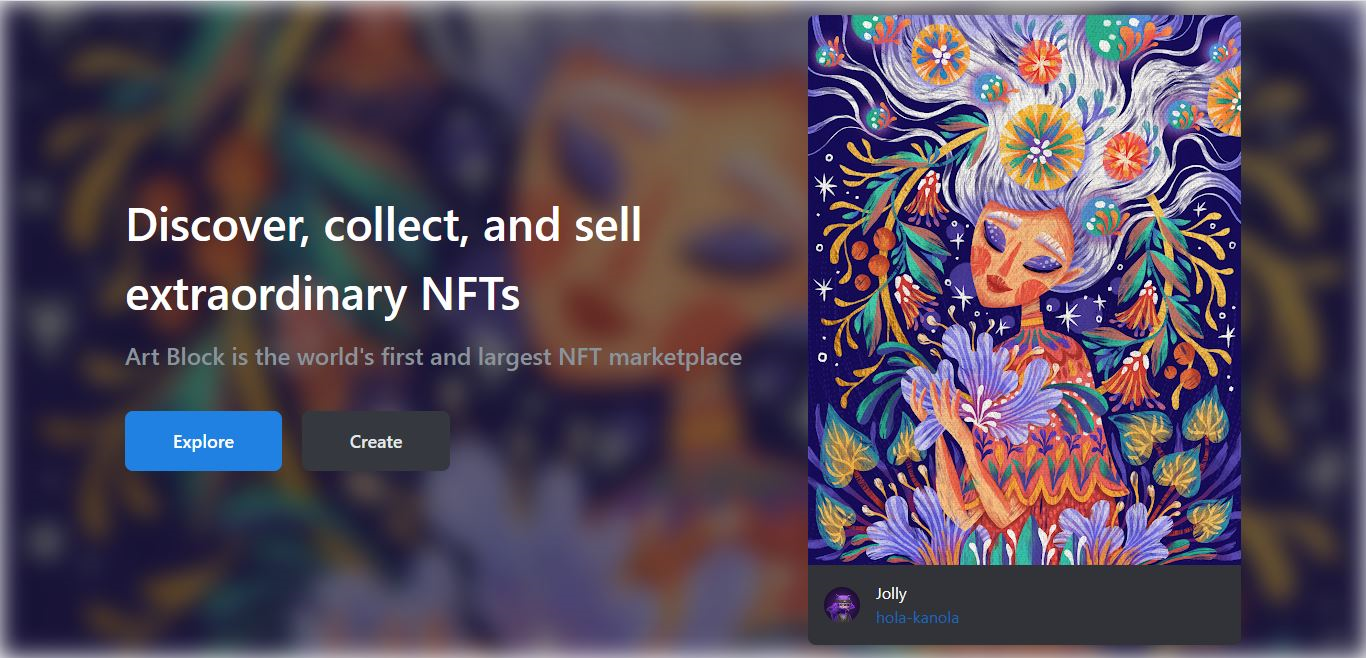 Discover, collect, and sell
extraordinary NFTs
Art Block is the world's first and largest NFT marketplace
Explore
Create
Jolly
hola-kanola